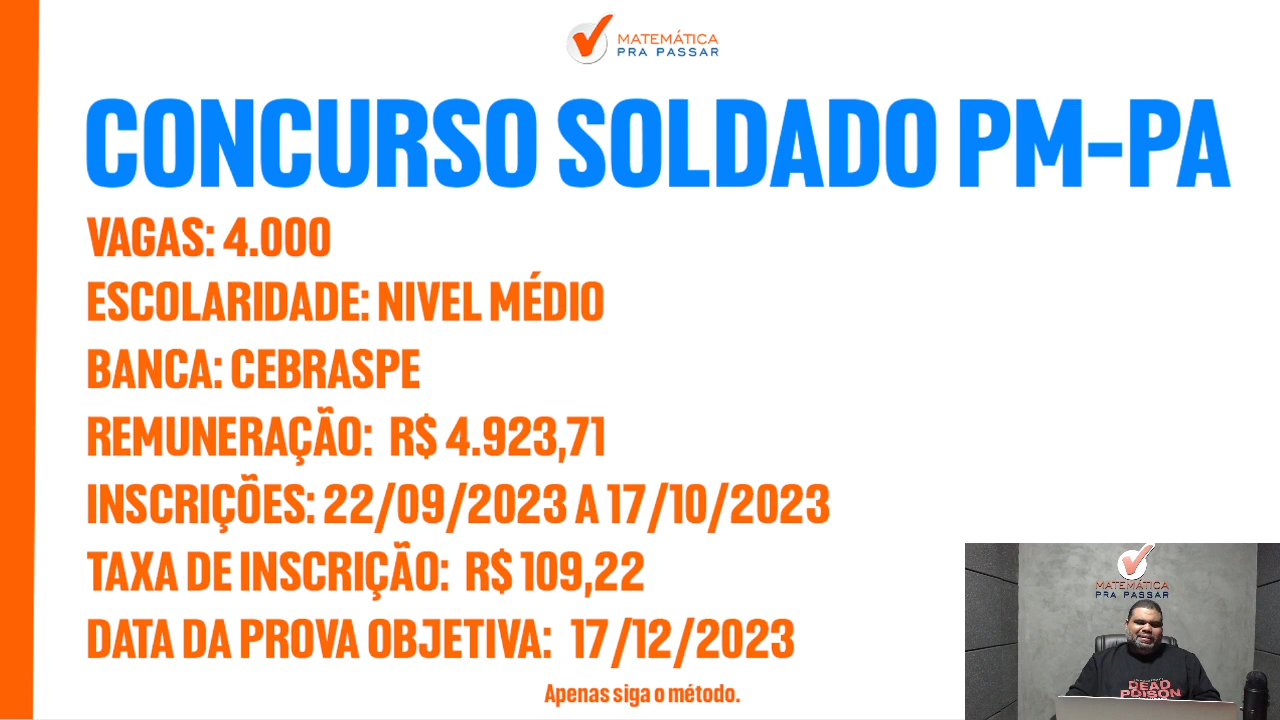 MATEMÁTICA
PRA PASSAR
CONCURSO SOLDADO PM-PA
VAGAS: 4.000
ESCOLARIDADE: NIVEL MÉDIO
BANCA: CEBRASPE
REMUNERAÇÃO: R$ 4.923,71
INSCRIÇÕES: 22/09/2023 A 17/10/2023
TAXA DE INSCRIÇÃO: R$ 109,22
DATA DA PROVA OBJETIVA: 17/12/2023
Apenas siga o método.
MATEMÁTICA
PRA PASSAR
DEAD
POISON